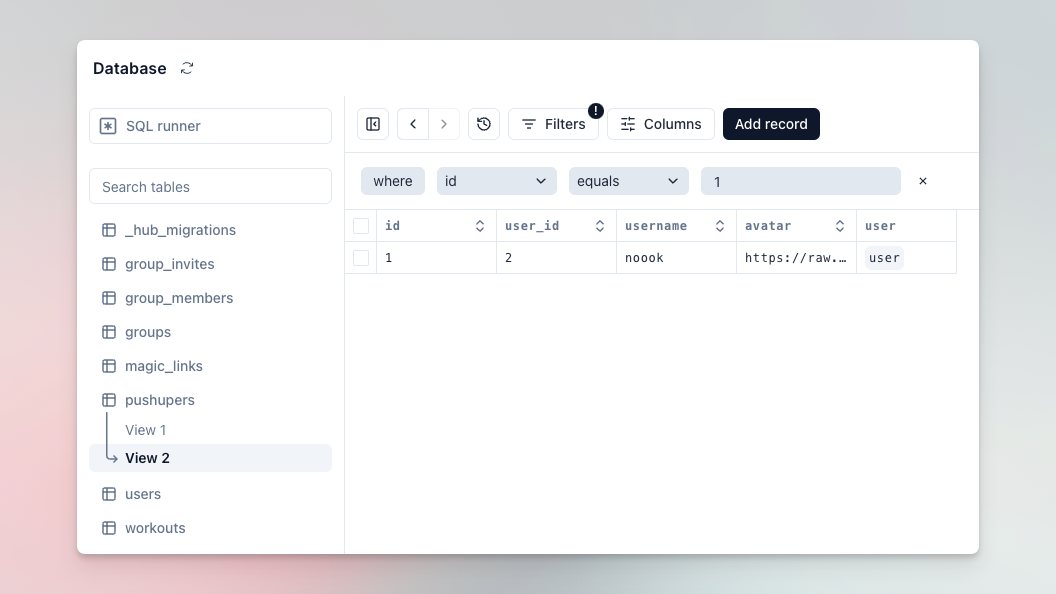 Database
SQL runner
Search tables
_hub_migrations
group_invites
group_members
groups
magic_links
pushupers
View 1
View 2
users
workouts
Filters ! Columns Add record
where id equals 1
id user_id username avatar user
1 2 noook https://raw.… user